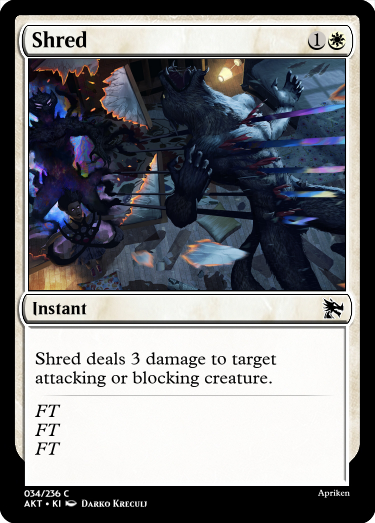 Shred
1
Instant
Shred deals 3 damage to target
attacking or blocking creature.
FT
FT
FT
034/236 C
AKT • KI Darko Kreculj
Apriken